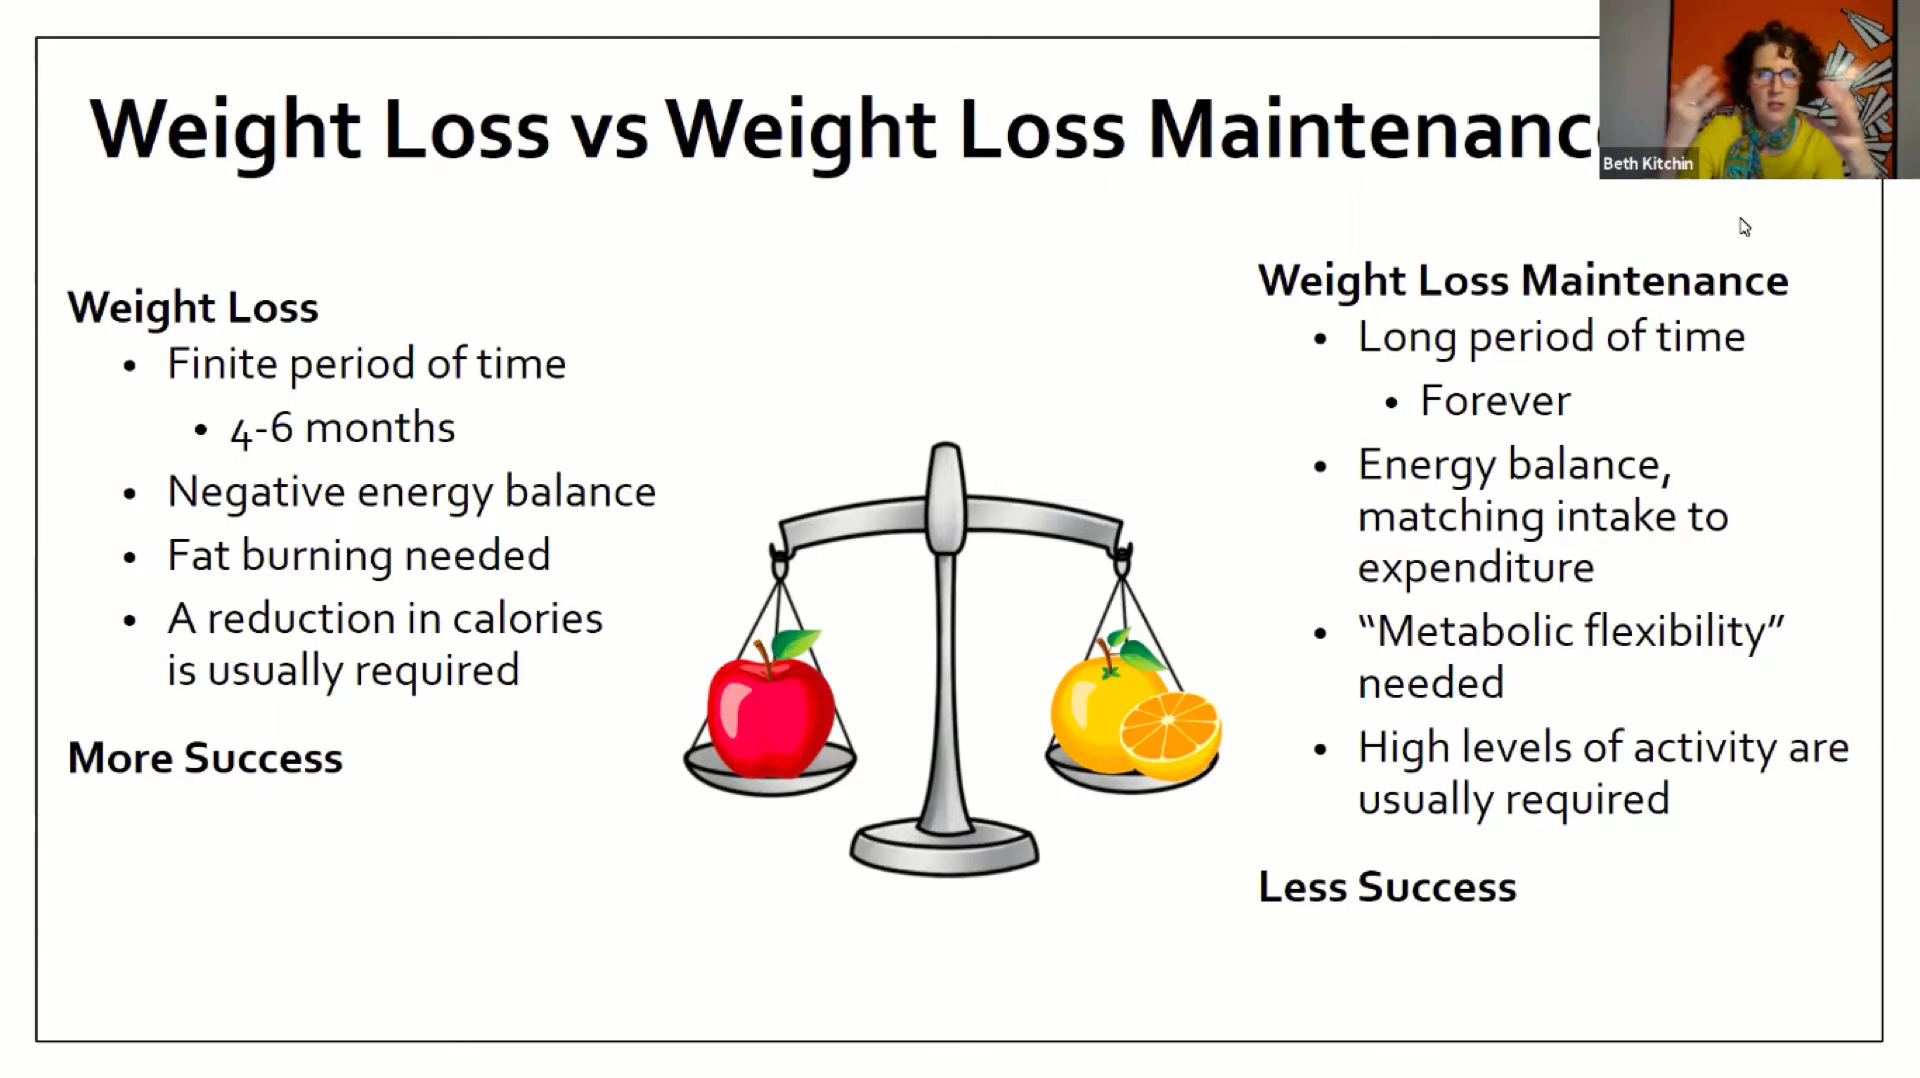 Weight Loss vs Weight Loss Maintenanc
Beth Kitchin
Weight Loss
• Finite period of time
• 4-6 months
• Negative energy balance
• Fat burning needed
• A reduction in calories
is usually required
More Success
Weight Loss Maintenance
• Long period of time
• Forever
• Energy balance,
matching intake to
expenditure
• “Metabolic flexibility”
needed
• High levels of activity are
usually required
Less Success